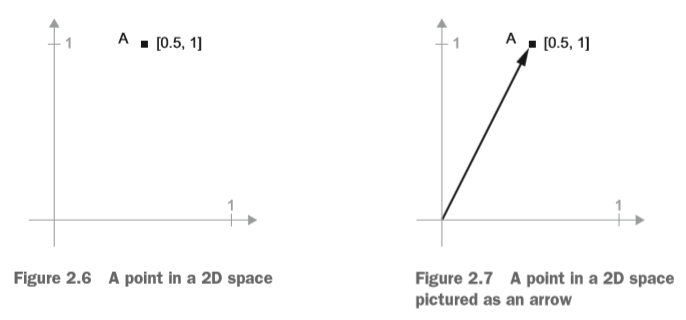 1
A [0.5, 1]
1
Figure 2.6 A point in a 2D space
1
A [0.5, 1]
1
Figure 2.7 A point in a 2D space
pictured as an arrow